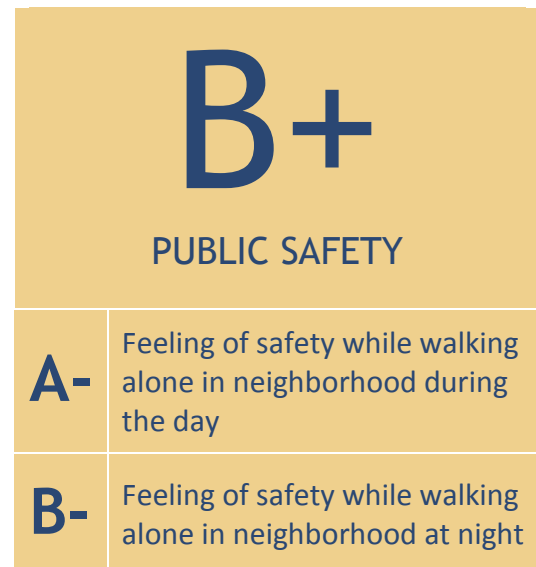 B+
PUBLIC SAFETY
A-
Feeling of safety while walking
alone in neighborhood during
the day
B-
Feeling of safety while walking
alone in neighborhood at night